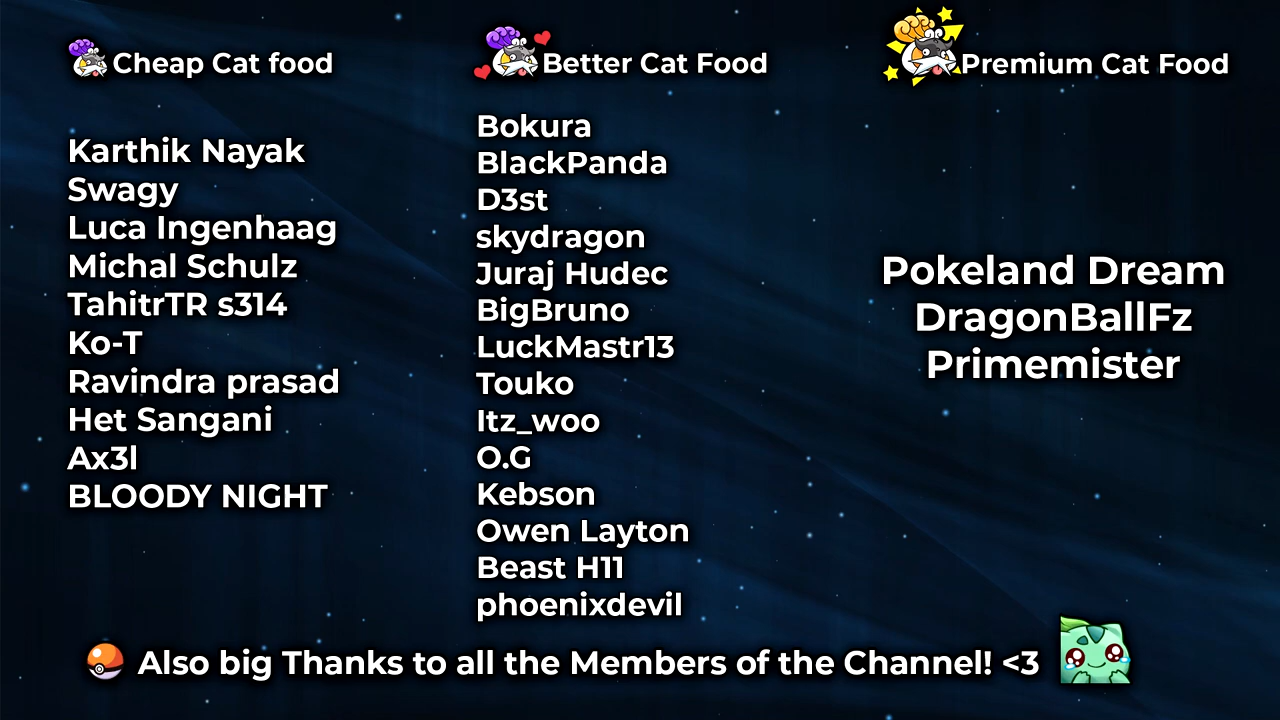 Cheap Cat food
Karthik Nayak
Swagy
Luca Ingenhaag
Michal Schulz
TahitrTR s314
Ko-T
Ravindra prasad
Het Sangani
Ax3l
BLOODY NIGHT
Better Cat Food
Bokura
BlackPanda
D3st
skydragon
Juraj Hudec
BigBruno
LuckMastr13
Touko
Itz_woo
O.G
Kebson
Owen Layton
Beast H11
phoenixdevil
Premium Cat Food
Pokeland Dream
DragonBallFz
Primemister
Also big Thanks to all the Members of the Channel! <3